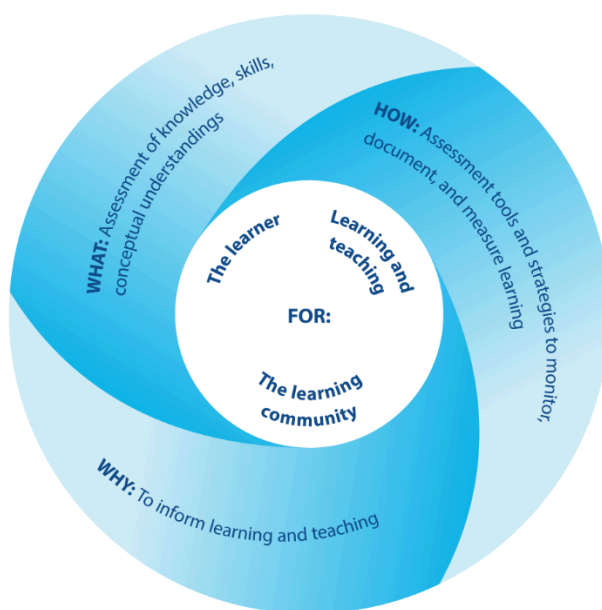 WHAT: Assessment of knowledge, skills,
conceptual understandings
HOW: Assessment tools and strategies to monitor,
document, and measure learning
The learner
Learning and
teaching
FOR:
The learning
community
WHY: To inform learning and teaching